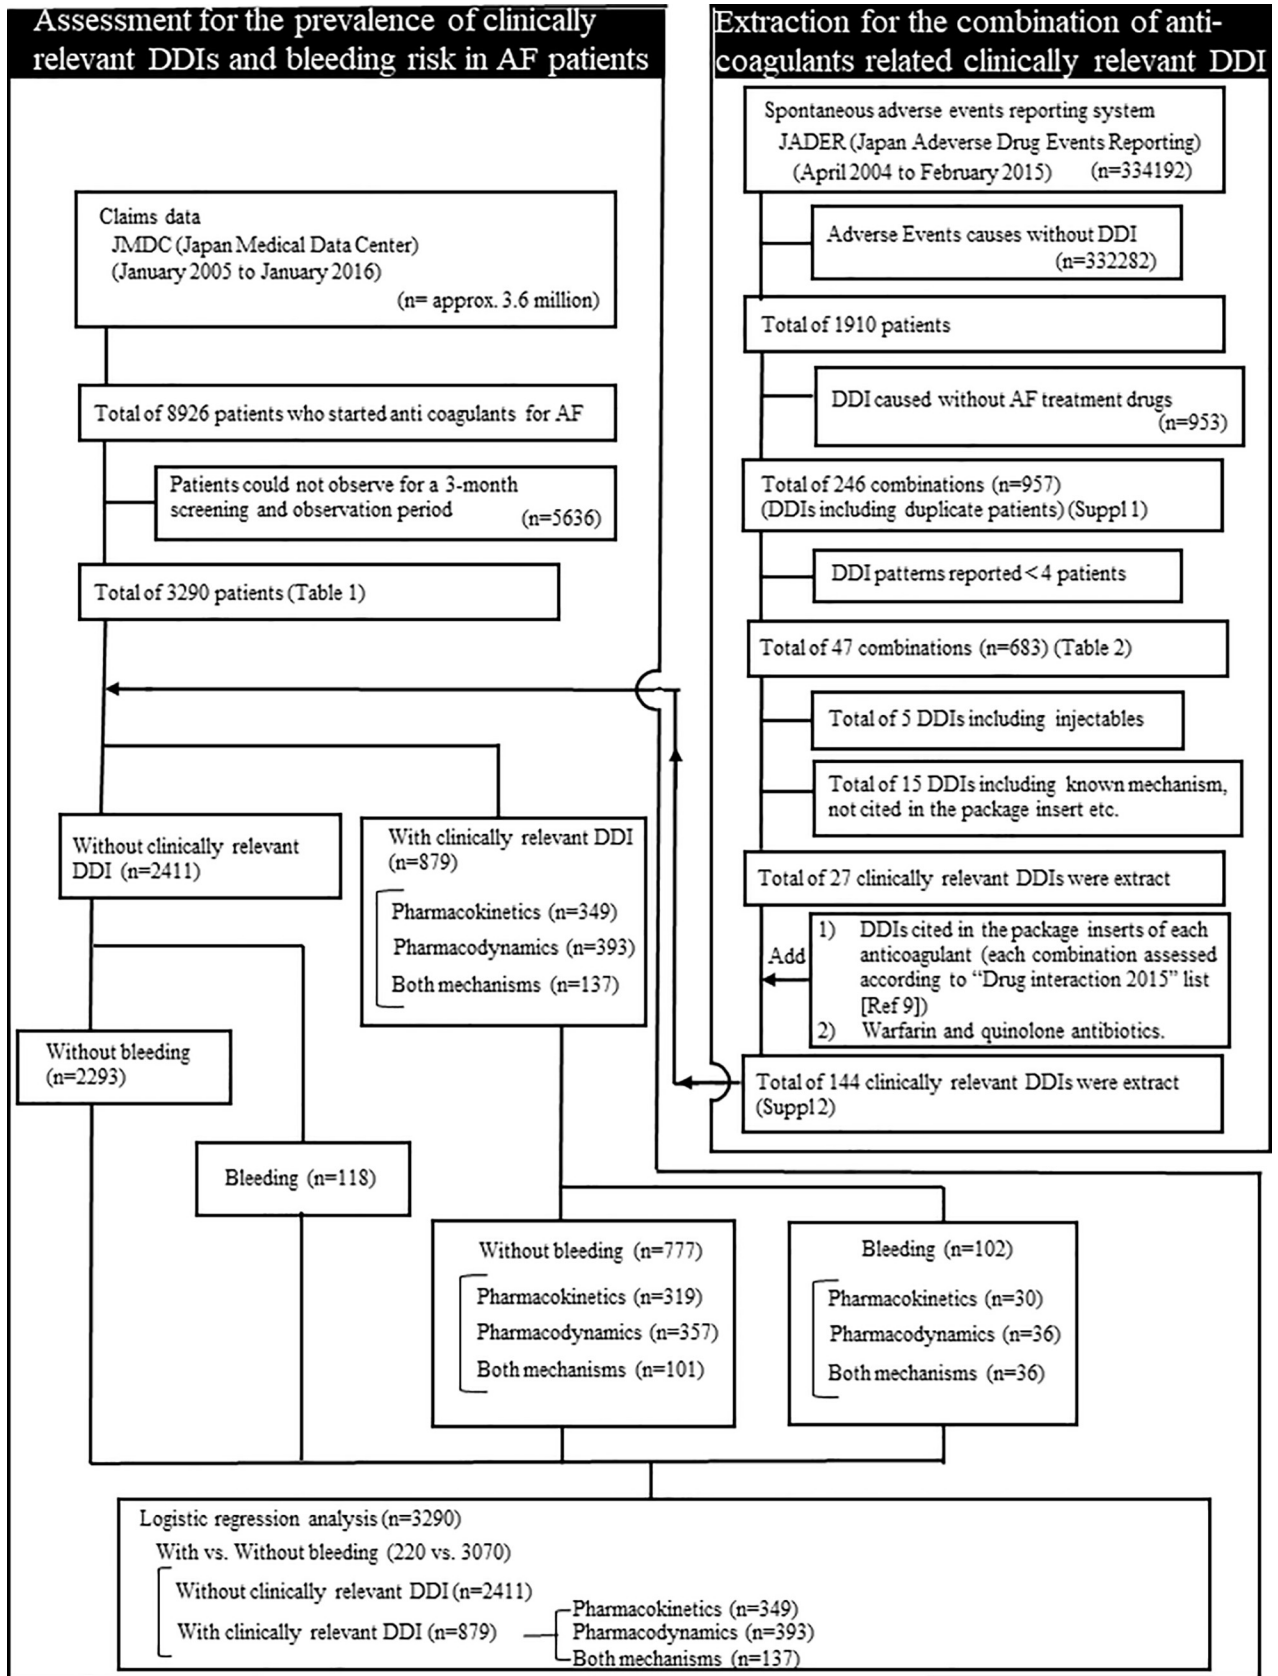 Assessment for the prevalence of clinically
relevant DDIs and bleeding risk in AF patients
Claims data
JMDC (Japan Medical Data Center)
(January 2005 to January 2016)
(n= approx. 3.6 million)
Total of 8926 patients who started anti coagulants for AF
Patients could not observe for a 3-month
screening and observation period
(n=5636)
Total of 3290 patients (Table 1)
Without clinically relevant
DDI (n=2411)
With clinically relevant DDI
(n=879)
Pharmacokinetics (n=349)
Pharmacodynamics (n=393)
Both mechanisms (n=137)
Without bleeding
(n=2293)
Bleeding (n=118)
Without bleeding (n=777)
Pharmacokinetics (n=319)
Pharmacodynamics (n=357)
Both mechanisms (n=101)
Bleeding (n=102)
Pharmacokinetics (n=30)
Pharmacodynamics (n=36)
Both mechanisms (n=36)
Logistic regression analysis (n=3290)
With vs. Without bleeding (220 vs. 3070)
Without clinically relevant DDI (n=2411)
With clinically relevant DDI (n=879)
Pharmacokinetics (n=349)
Pharmacodynamics (n=393)
Both mechanisms (n=137)
Extraction for the combination of anti-
coagulants related clinically relevant DDI
Spontaneous adverse events reporting system
JADER (Japan Adeverse Drug Events Reporting)
(April 2004 to February 2015) (n=334192)
Adverse Events causes without DDI
(n=332282)
Total of 1910 patients
DDI caused without AF treatment drugs
(n=953)
Total of 246 combinations (n=957)
(DDIs including duplicate patients) (Suppl 1)
DDI patterns reported < 4 patients
Total of 47 combinations (n=683) (Table 2)
Total of 5 DDIs including injectables
Total of 15 DDIs including known mechanism,
not cited in the package insert etc.
Total of 27 clinically relevant DDIs were extract
Add
1) DDIs cited in the package inserts of each
anticoagulant (each combination assessed
according to “Drug interaction 2015” list
[Ref 9])
2) Warfarin and quinolone antibiotics.
Total of 144 clinically relevant DDIs were extract
(Suppl 2)